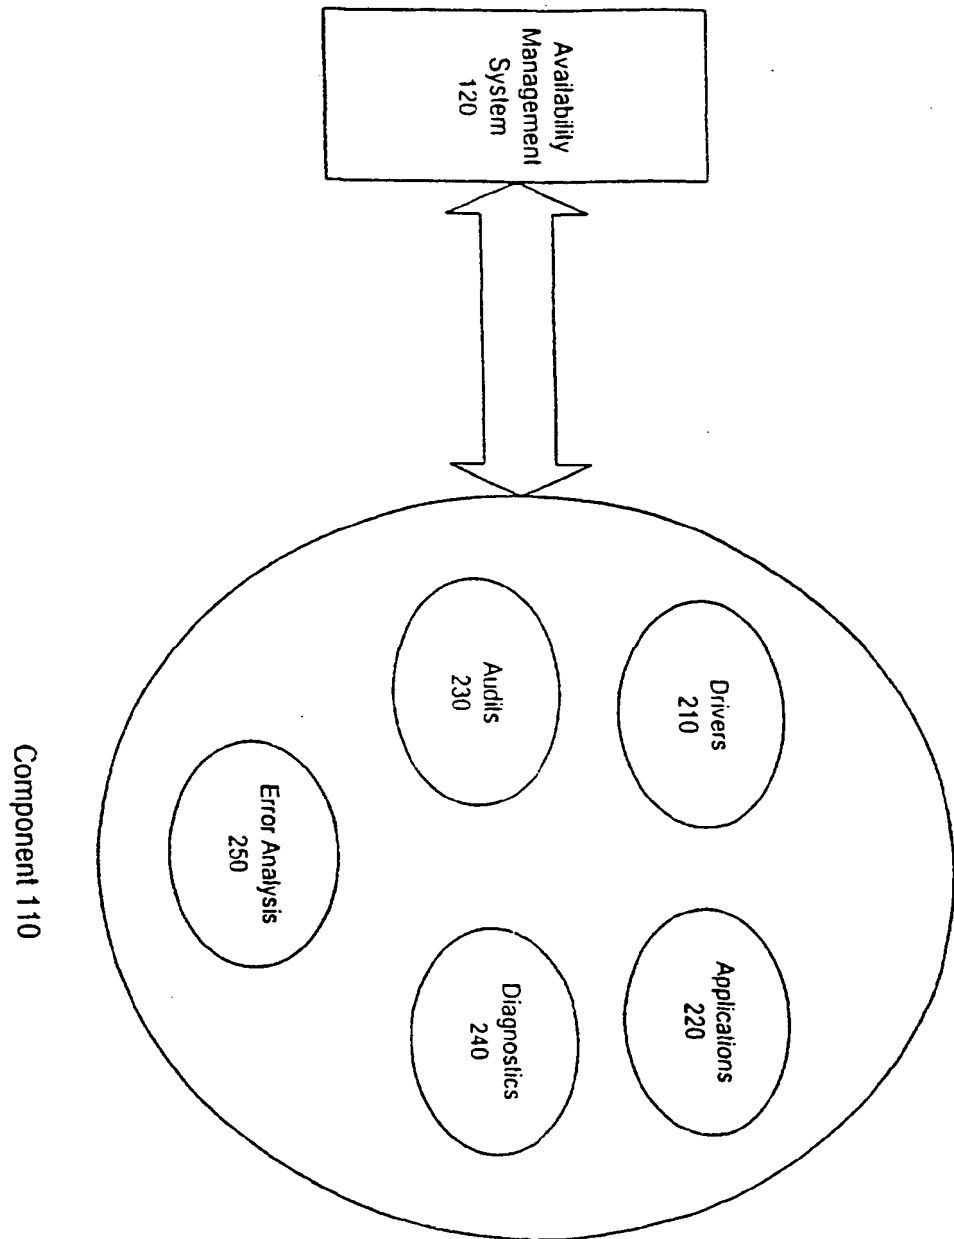 Availability
Management
System
120
Drivers
210
Applications
220
Audits
230
Diagnostics
240
Error Analysis
250
Component 110